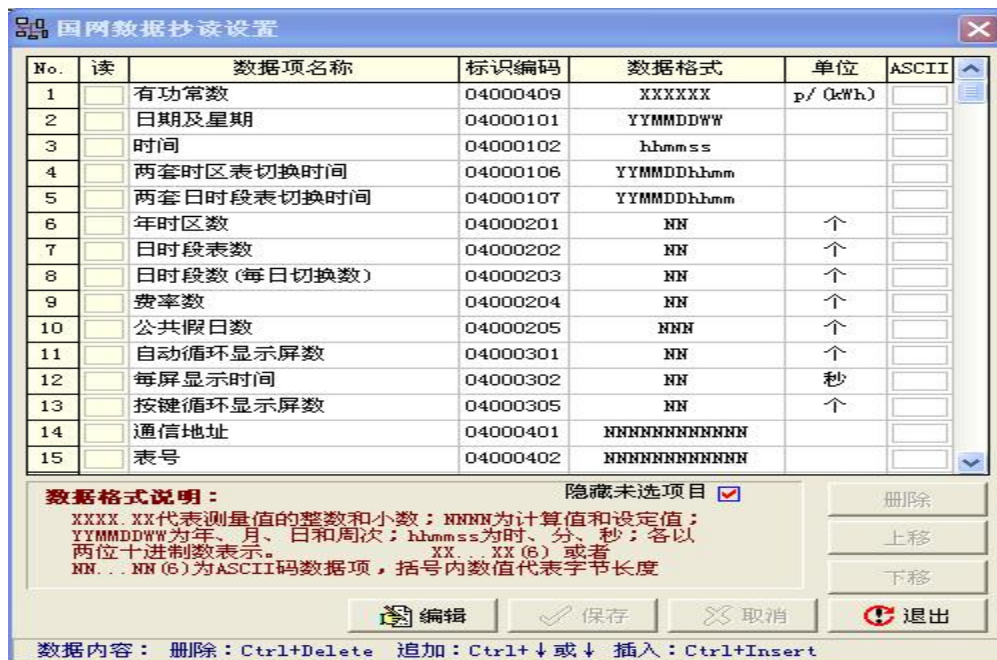 国网数据抄读设置
No. 读 数据项名称 标识编码 数据格式 单位 ASCII
1 有功常数 04000409 XXXXXX p/(kWh)
2 日期及星期 04000101 YYMMDDWW
3 时间 04000102 hhmmss
4 两套时区表切换时间 04000106 YYMMDDhhmm
5 两套日时段表切换时间 04000107 YYMMDDhhmm
6 年时区数 04000201 NN 个
7 日时段表数 04000202 NN 个
8 日时段数(每日切换数) 04000203 NN 个
9 费率数 04000204 NN 个
10 公共假日数 04000205 NNN 个
11 自动循环显示屏数 04000301 NN 个
12 每屏显示时间 04000302 NN 秒
13 按键循环显示屏数 04000305 NN 个
14 通信地址 04000401 NNNNNNNNNNNN
15 表号 04000402 NNNNNNNNNNNN
数据格式说明： 隐藏未选项目
XXXX.XX代表测量值的整数和小数；NNNN为计算值和设定值；
YYMMDDWW为年、月、日和周次；hhmmss为时、分、秒；各以
两位十进制数表示。 XX...XX(6) 或者
NN...NN(6)为ASCII码数据项，括号内数值代表字节长度
删除
上移
下移
编辑 保存 取消 退出
数据内容： 删除：Ctrl+Delete 追加：Ctrl+↓或↓ 插入：Ctrl+Insert